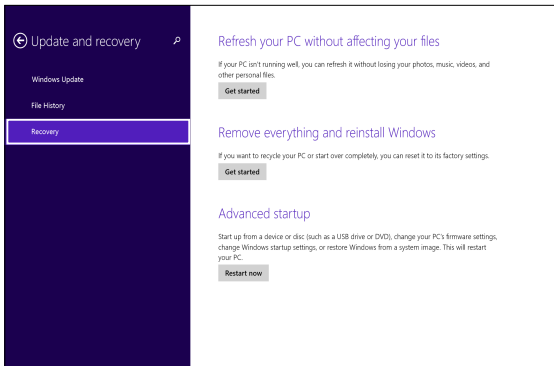 Update and recovery
Windows Update
File History
Recovery
Refresh your PC without affecting your files
If your PC isn't running well, you can refresh it without losing your photos, music, videos, and
other personal files.
Get started
Remove everything and reinstall Windows
If you want to recycle your PC or start over completely, you can reset it to its factory settings.
Get started
Advanced startup
Start up from a device or disc (such as a USB drive or DVD), change your PC's firmware settings,
change Windows startup settings, or restore Windows from a system image. This will restart
your PC.
Restart now